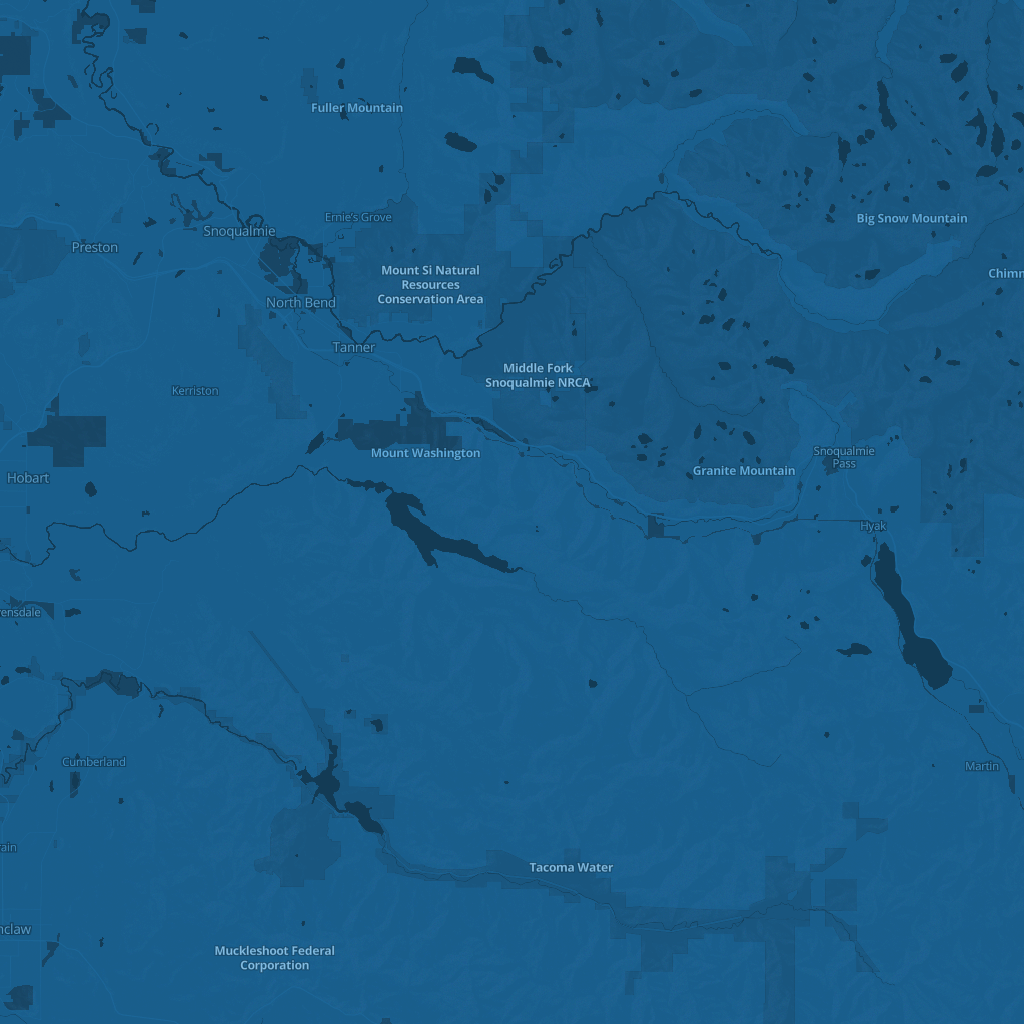 Fuller Mountain
Ernie's Grove
Big Snow Mountain
Snoqualmie
Preston
Mount Si Natural
Resources
Conservation Area
Chimn
North Bend
Tanner
Middle Fork
Snoqualmie NRCA
Kerriston
Mount Washington
Snoqualmie
Pass
Granite Mountain
Hobart
Hyak
ensdale
Cumberland
Martin
ain
Tacoma Water
nclaw
Muckleshoot Federal
Corporation